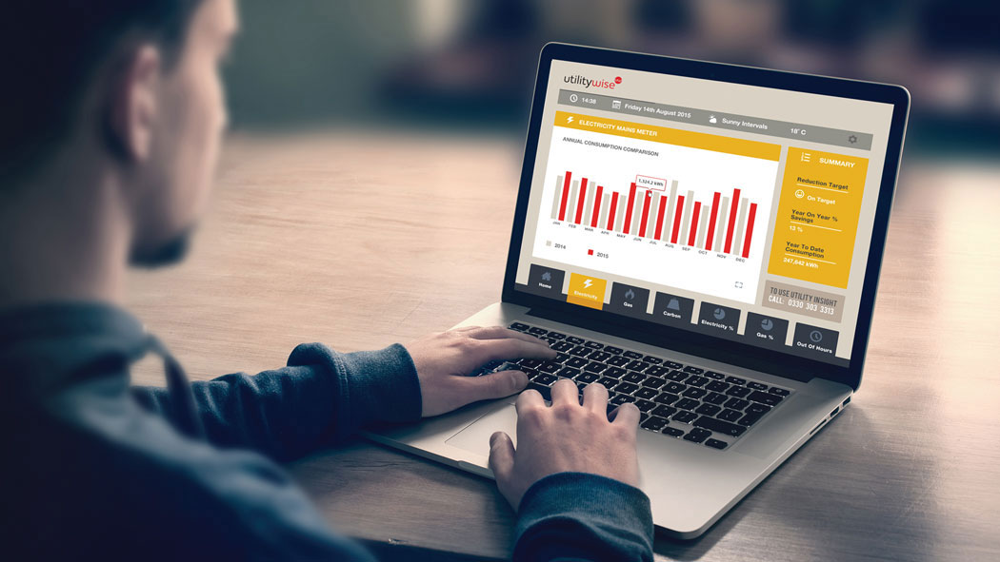 utilitywise
14:38 Friday 14th August 2015 Sunny Intervals 18°C
ELECTRICITY MAINS METER
ANNUAL CONSUMPTION COMPARISON
1,324.2 kWh
JAN FEB MAR APR MAY JUN JUL AUG SEP OCT NOV DEC
2014 2015
SUMMARY
Reduction Target
On Target
Year On Year %
Savings
13 %
Year To Date
Consumption
247,642 kWh
TO USE UTILITY INSIGHT
CALL: 0330 303 3313
Home Electricity Gas Carbon Electricity % Gas % Out Of Hours